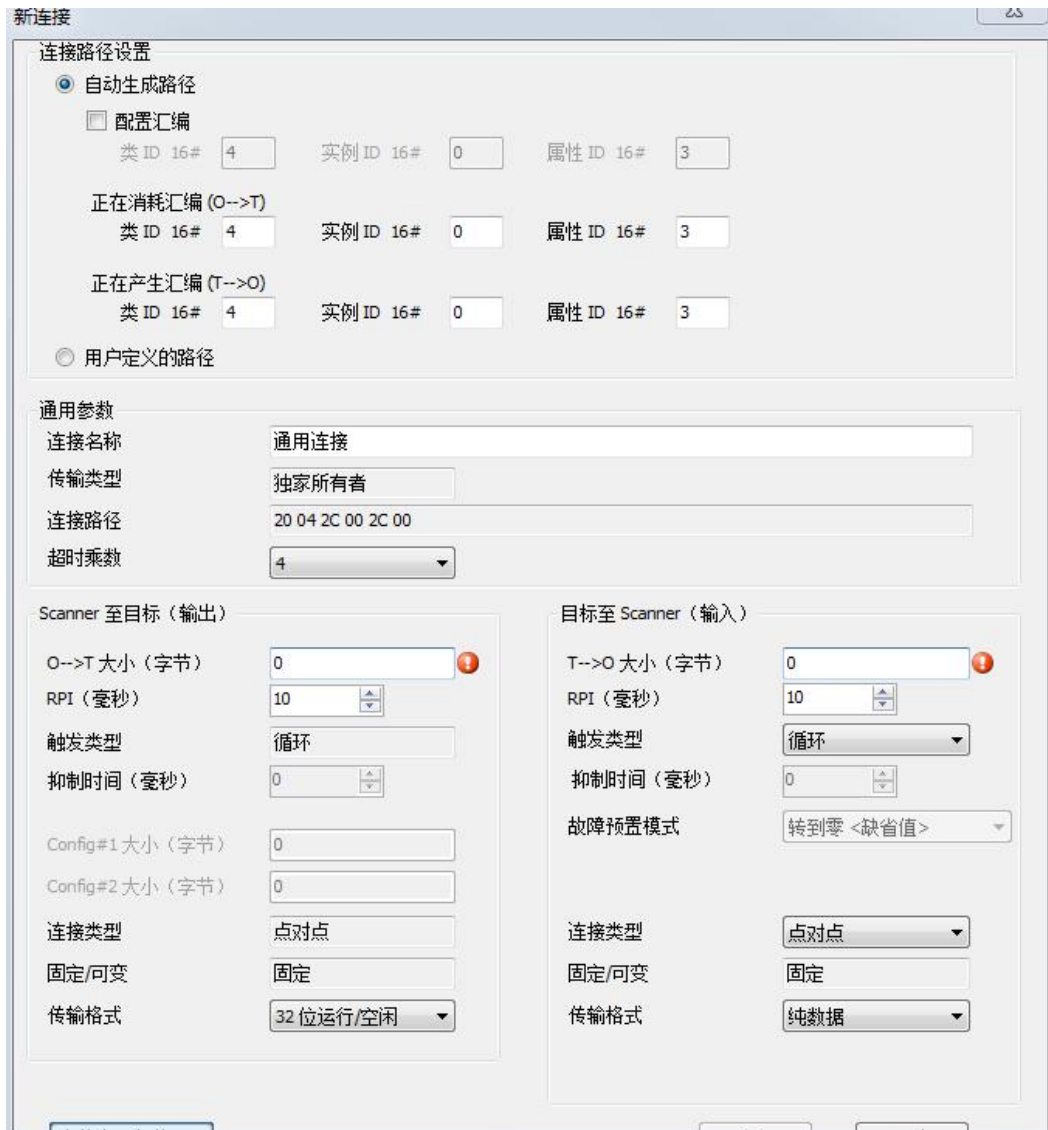 新连接
连接路径设置
自动生成路径
配置汇编
类 ID 16# 4 实例 ID 16# 0 属性 ID 16# 3
正在消耗汇编 (O-->T)
类 ID 16# 4 实例 ID 16# 0 属性 ID 16# 3
正在产生汇编 (T-->O)
类 ID 16# 4 实例 ID 16# 0 属性 ID 16# 3
用户定义的路径
通用参数
连接名称 通用连接
传输类型 独家所有者
连接路径 20 04 2C 00 2C 00
超时乘数 4
Scanner 至目标（输出）
O-->T 大小（字节） 0
RPI（毫秒） 10
触发类型 循环
抑制时间（毫秒） 0
Config#1 大小（字节） 0
Config#2 大小（字节） 0
连接类型 点对点
固定/可变 固定
传输格式 32 位运行/空闲
目标至 Scanner（输入）
T-->O 大小（字节） 0
RPI（毫秒） 10
触发类型 循环
抑制时间（毫秒） 0
故障预置模式 转到零 <缺省值>
连接类型 点对点
固定/可变 固定
传输格式 纯数据